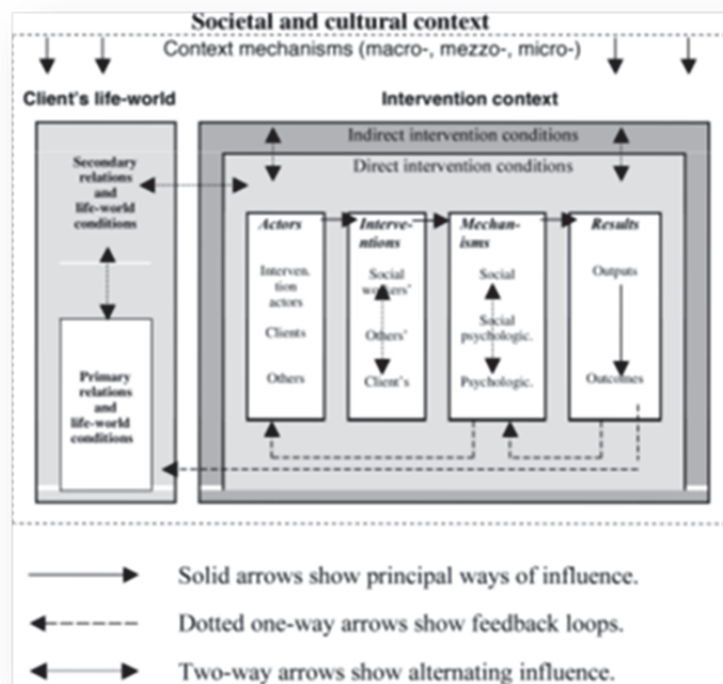 Societal and cultural context
Context mechanisms (macro-, mezzo-, micro-)
Client's life-world
Intervention context
Secondary
relations
and
life-world
conditions
Primary
relations
and
life-world
conditions
Indirect intervention conditions
Direct intervention conditions
Actors
Interven.
tion
actors
Clients
Others
Interve-
ntions
Social
workers'
Others'
Client's
Mechan-
isms
Social
Social
psychologic.
Psychologic.
Results
Outputs
Outcomes
Solid arrows show principal ways of influence.
Dotted one-way arrows show feedback loops.
Two-way arrows show alternating influence.